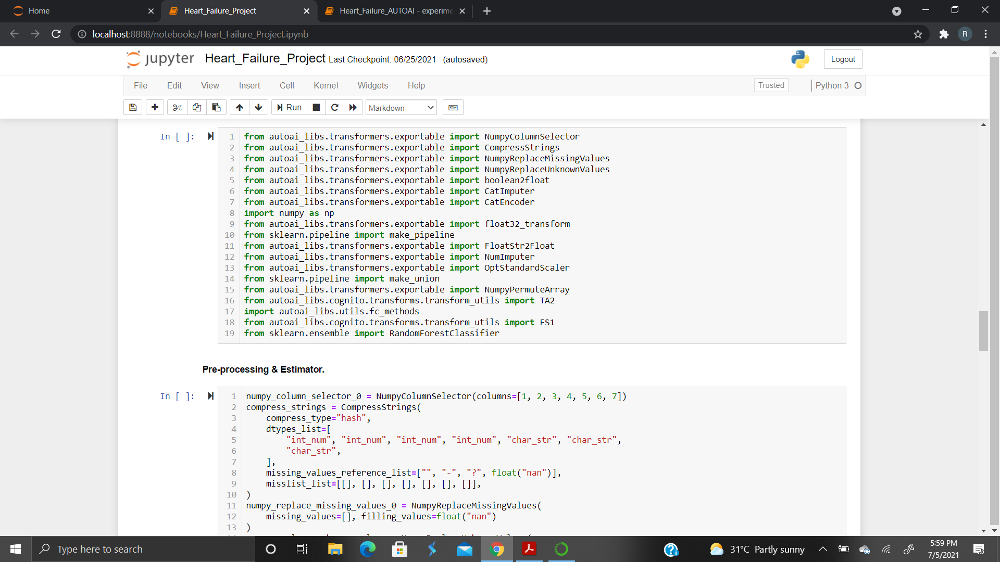 Home
Heart_Failure_Project
Heart_Failure_AUTOAI - experime
localhost:8888/notebooks/Heart_Failure_Project.ipynb
R
jupyter Heart_Failure_Project Last Checkpoint: 06/25/2021 (autosaved)
Logout
File Edit View Insert Cell Kernel Widgets Help
Trusted
Python 3
Run
Markdown
In [ ]:
1 from autoai_libs.transformers.exportable import NumpyColumnSelector
2 from autoai_libs.transformers.exportable import CompressStrings
3 from autoai_libs.transformers.exportable import NumpyReplaceMissingValues
4 from autoai_libs.transformers.exportable import NumpyReplaceUnknownValues
5 from autoai_libs.transformers.exportable import boolean2float
6 from autoai_libs.transformers.exportable import CatImputer
7 from autoai_libs.transformers.exportable import CatEncoder
8 import numpy as np
9 from autoai_libs.transformers.exportable import float32_transform
10 from sklearn.pipeline import make_pipeline
11 from autoai_libs.transformers.exportable import FloatStr2Float
12 from autoai_libs.transformers.exportable import NumImputer
13 from autoai_libs.transformers.exportable import OptStandardScaler
14 from sklearn.pipeline import make_union
15 from autoai_libs.transformers.exportable import NumpyPermuteArray
16 from autoai_libs.cognito.transforms.transform_utils import TA2
17 import autoai_libs.utils.fc_methods
18 from autoai_libs.cognito.transforms.transform_utils import FS1
19 from sklearn.ensemble import RandomForestClassifier
Pre-processing & Estimator.
In [ ]:
1 numpy_column_selector_0 = NumpyColumnSelector(columns=[1, 2, 3, 4, 5, 6, 7])
2 compress_strings = CompressStrings(
3 compress_type="hash",
4 dtypes_list=[
5 "int_num", "int_num", "int_num", "int_num", "char_str", "char_str",
6 "char_str",
7 ],
8 missing_values_reference_list=["", "-", "?", float("nan")],
9 misslist_list=[[], [], [], [], [], [], []],
10 )
11 numpy_replace_missing_values_0 = NumpyReplaceMissingValues(
12 missing_values=[], filling_values=float("nan")
13 )
Type here to search
31°C Partly sunny
5:59 PM
7/5/2021